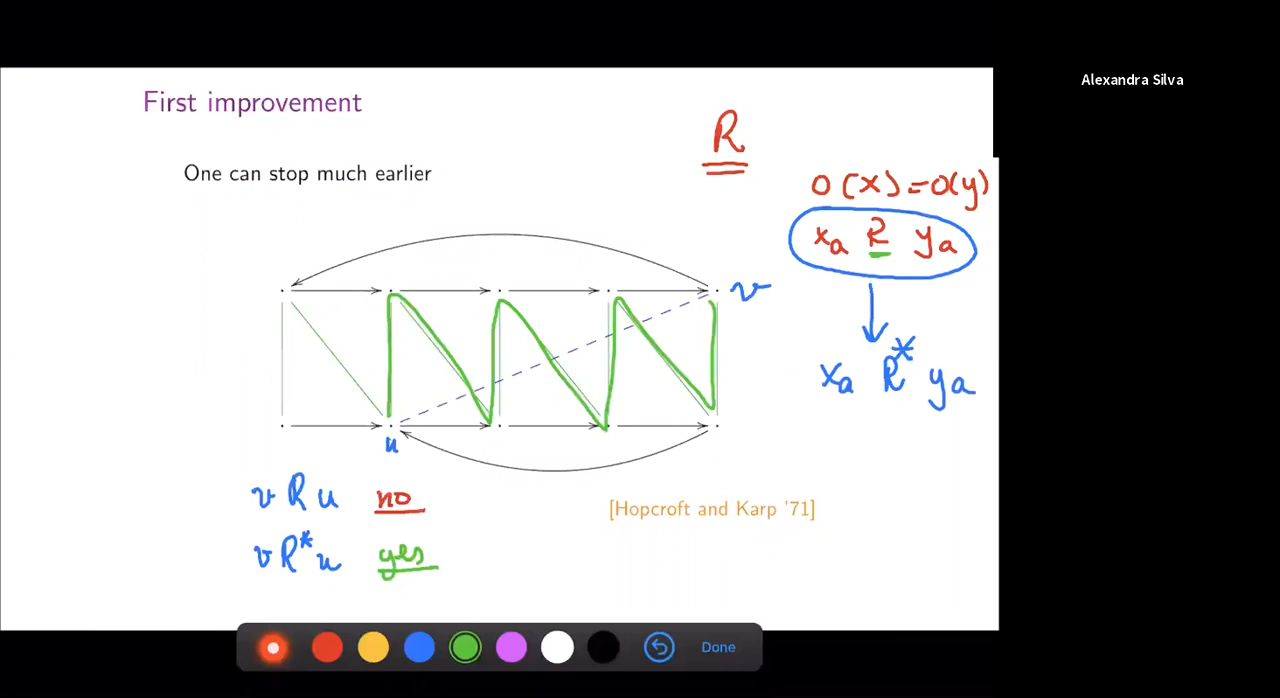 Alexandra Silva
First improvement
R
One can stop much earlier
O(x)=O(y)
xₐ R yₐ
v
xₐ R* yₐ
u
v R u no
[Hopcroft and Karp '71]
v R* u yes
Done